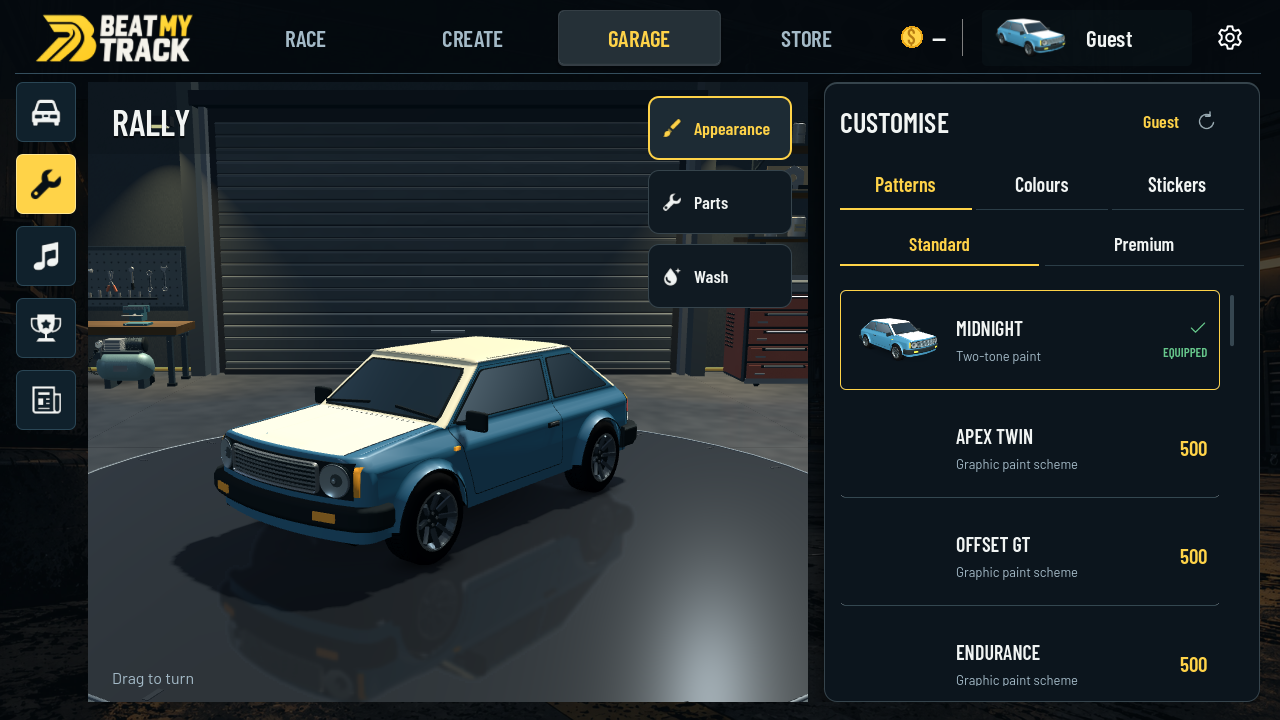 BEATMY
TRACK
RACE
CREATE
GARAGE
STORE
–
Guest
RALLY
Appearance
Parts
Wash
Drag to turn
CUSTOMISE
Guest
Patterns
Colours
Stickers
Standard
Premium
MIDNIGHT
Two-tone paint
EQUIPPED
APEX TWIN
Graphic paint scheme
500
OFFSET GT
Graphic paint scheme
500
ENDURANCE
Graphic paint scheme
500